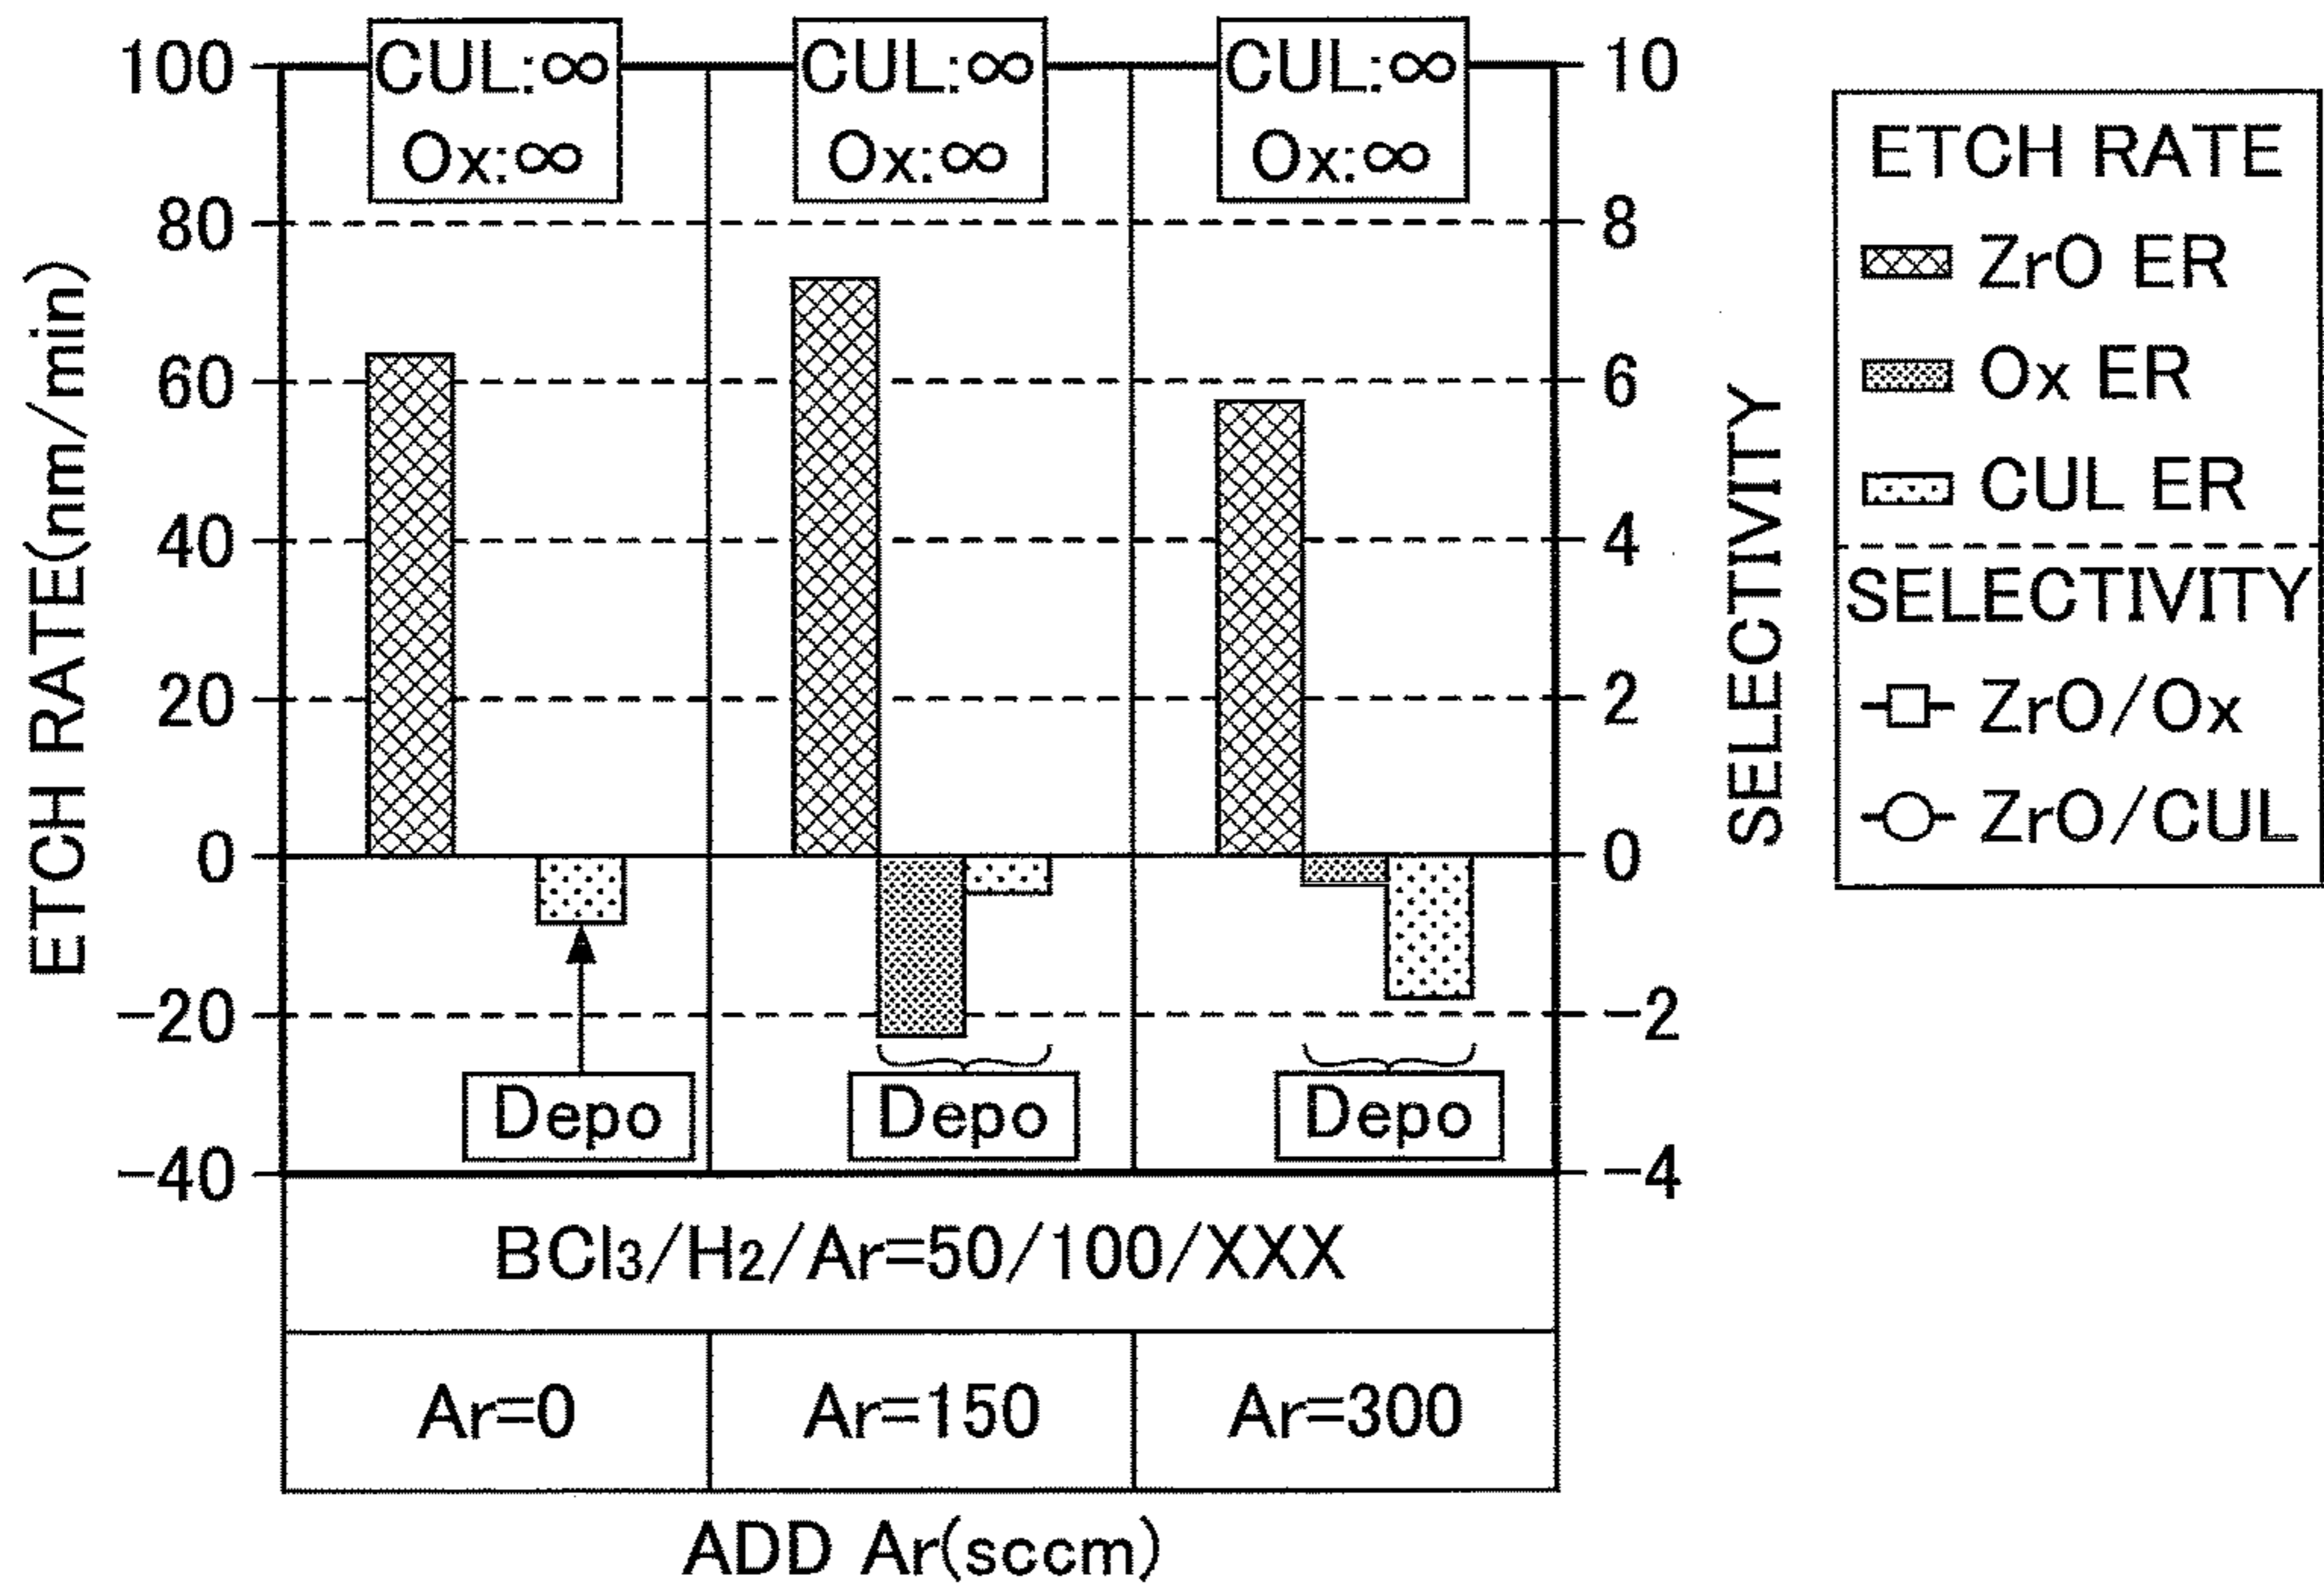 CUL:∞
Ox:∞
CUL:∞
Ox:∞
CUL:∞
Ox:∞
ETCH RATE(nm/min)
100
80
60
40
20
0
−20
−40
Depo
Depo
Depo
10
8
6
4
2
0
−2
−4
SELECTIVITY
BCl₃/H₂/Ar=50/100/XXX
Ar=0
Ar=150
Ar=300
ADD Ar(sccm)
ETCH RATE
ZrO ER
Ox ER
CUL ER
SELECTIVITY
ZrO/Ox
ZrO/CUL